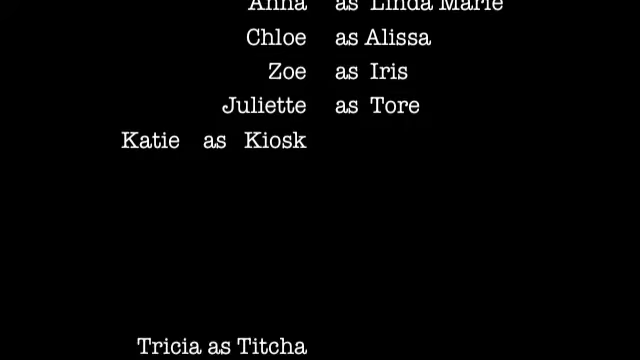 Anna as Linda Marie
Chloe as Alissa
Zoe as Iris
Juliette as Tore
Katie as Kiosk
Tricia as Titcha